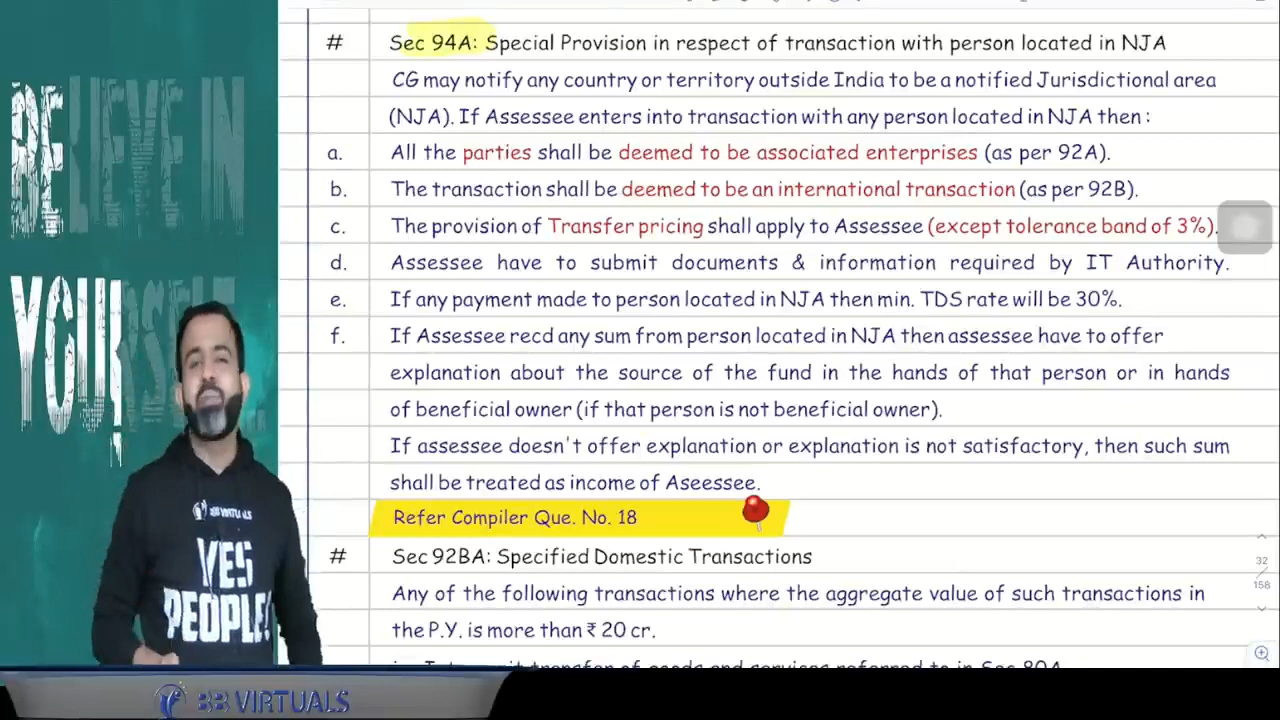 BELIEVE IN
YOURSELF...
BB VIRTUALS
YES
PEOPLE!
# Sec 94A: Special Provision in respect of transaction with person located in NJA
CG may notify any country or territory outside India to be a notified Jurisdictional area
(NJA). If Assessee enters into transaction with any person located in NJA then :
a. All the parties shall be deemed to be associated enterprises (as per 92A).
b. The transaction shall be deemed to be an international transaction (as per 92B).
c. The provision of Transfer pricing shall apply to Assessee (except tolerance band of 3%).
d. Assessee have to submit documents & information required by IT Authority.
e. If any payment made to person located in NJA then min. TDS rate will be 30%.
f. If Assessee recd any sum from person located in NJA then assessee have to offer
explanation about the source of the fund in the hands of that person or in hands
of beneficial owner (if that person is not beneficial owner).
If assessee doesn't offer explanation or explanation is not satisfactory, then such sum
shall be treated as income of Aseessee.
Refer Compiler Que. No. 18
# Sec 92BA: Specified Domestic Transactions
Any of the following transactions where the aggregate value of such transactions in
the P.Y. is more than ₹ 20 cr.
32
158
BB VIRTUALS